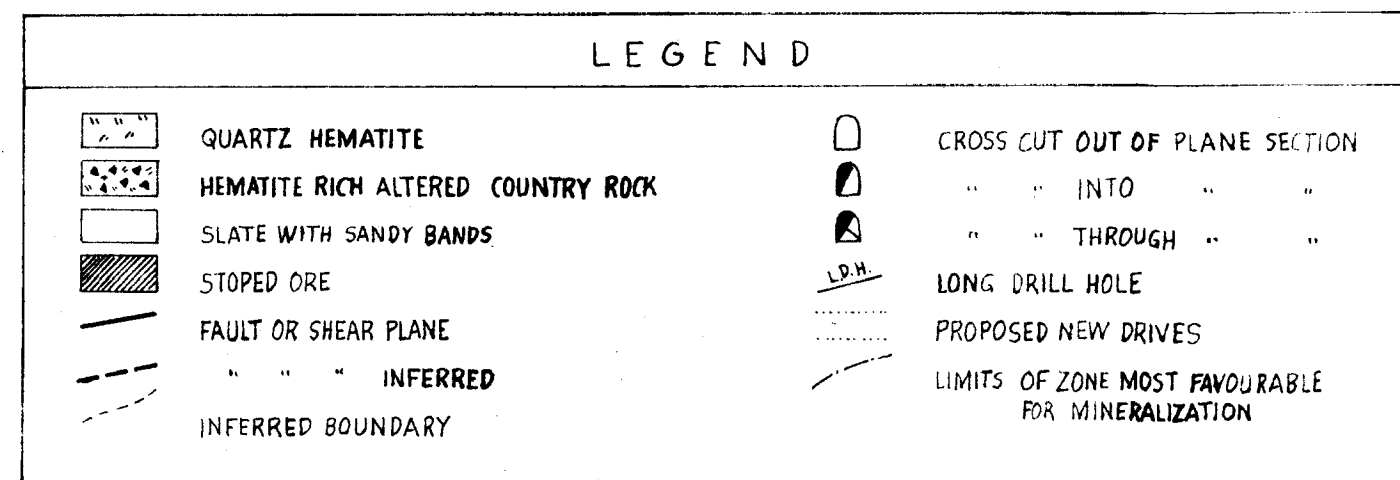 LEGEND
QUARTZ HEMATITE
HEMATITE RICH ALTERED COUNTRY ROCK
SLATE WITH SANDY BANDS
STOPED ORE
FAULT OR SHEAR PLANE
" " " INFERRED
INFERRED BOUNDARY
CROSS CUT OUT OF PLANE SECTION
" " INTO " "
" " THROUGH " "
L.D.H. LONG DRILL HOLE
PROPOSED NEW DRIVES
LIMITS OF ZONE MOST FAVOURABLE
FOR MINERALIZATION